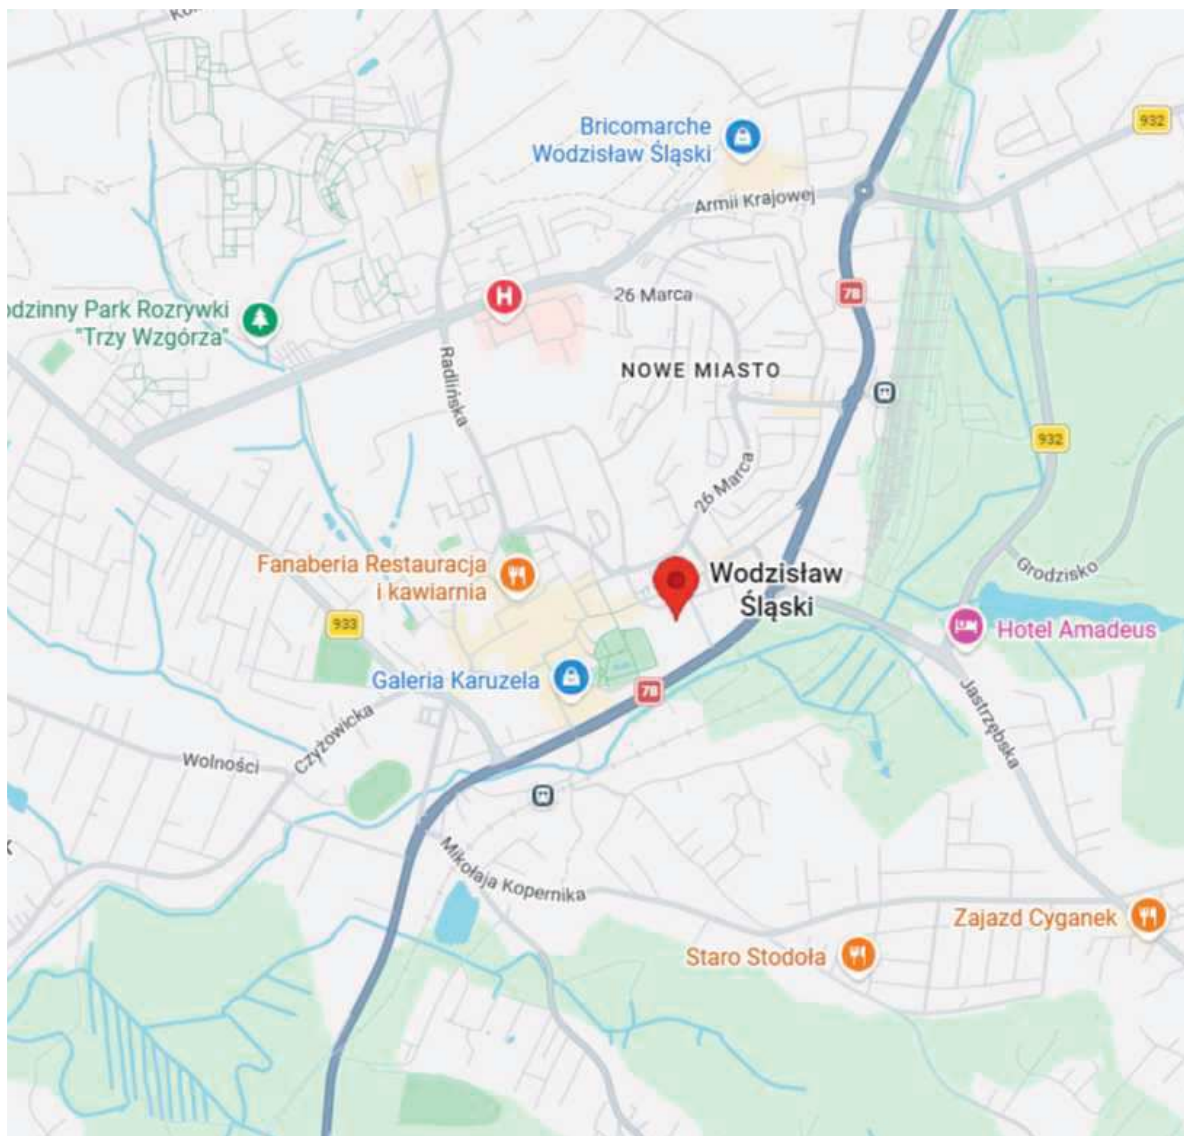 Bricomarche
Wodzisław Śląski
932
Armii Krajowej
26 Marca
78
H
odzinny Park Rozrywki
"Trzy Wzgórza"
NOWE MIASTO
Radlińska
932
26 Marca
Fanaberia Restauracja
i kawiarnia
Wodzisław
Śląski
Grodzisko
933
Hotel Amadeus
Galeria Karuzela
78
Jastrzębska
Czyżowicka
Wolności
K
Mikołaja Kopernika
Zajazd Cyganek
Staro Stodoła